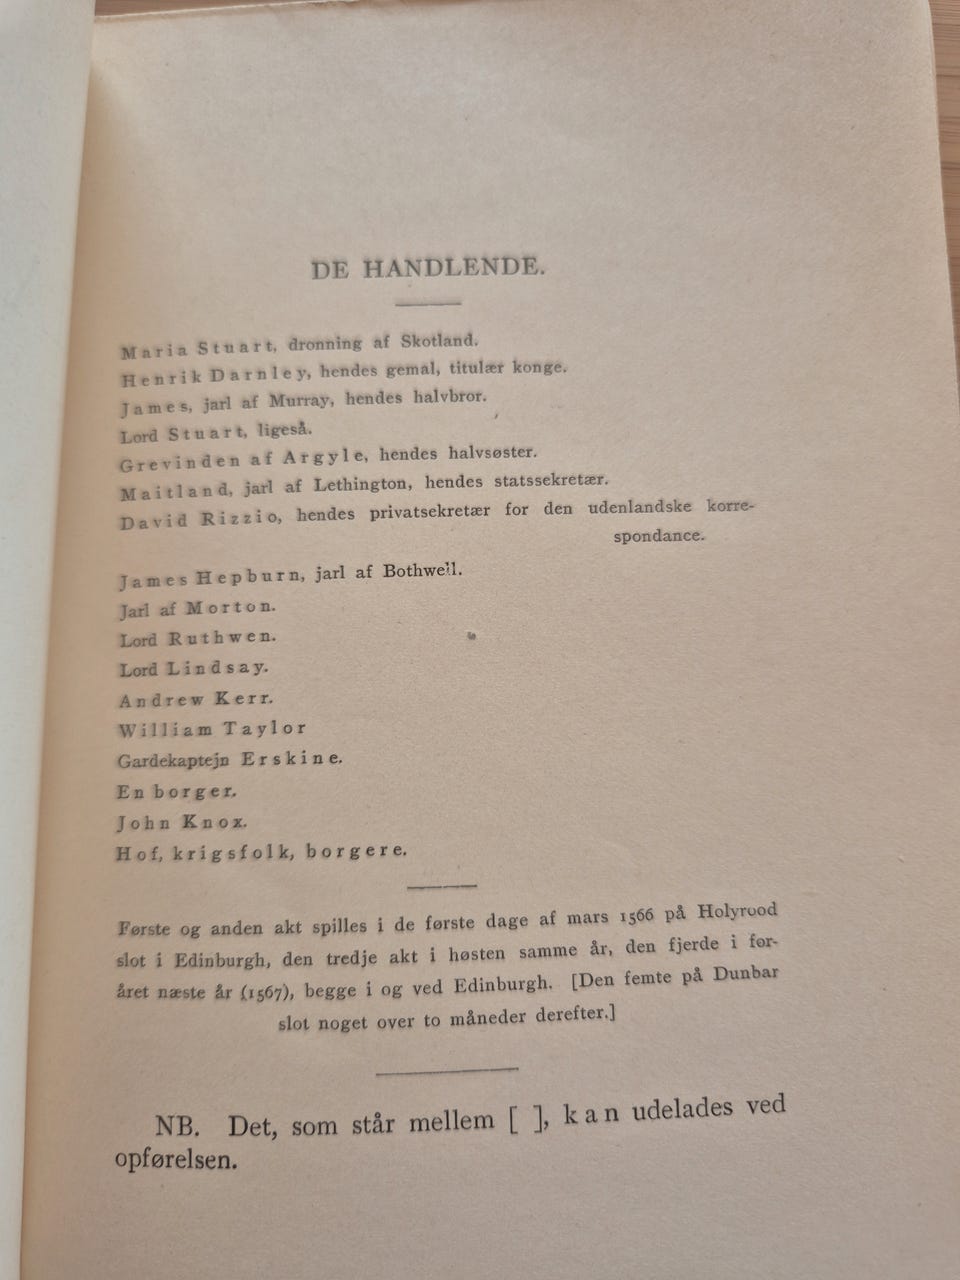 DE HANDLENDE.
Maria Stuart, dronning af Skotland.
Henrik Darnley, hendes gemal, titulær konge.
James, jarl af Murray, hendes halvbror.
Lord Stuart, ligeså.
Grevinden af Argyle, hendes halvsøster.
Maitland, jarl af Lethington, hendes statssekretær.
David Rizzio, hendes privatsekretær for den udenlandske korre-
spondance.
James Hepburn, jarl af Bothwell.
Jarl af Morton.
Lord Ruthwen.
Lord Lindsay.
Andrew Kerr.
William Taylor
Gardekaptejn Erskine.
En borger.
John Knox.
Hof, krigsfolk, borgere.
Første og anden akt spilles i de første dage af mars 1566 på Holyrood
slot i Edinburgh, den tredje akt i høsten samme år, den fjerde i for-
året næste år (1567), begge i og ved Edinburgh. [Den femte på Dunbar
slot noget over to måneder derefter.]
NB. Det, som står mellem [ ], kan udelades ved
opførelsen.